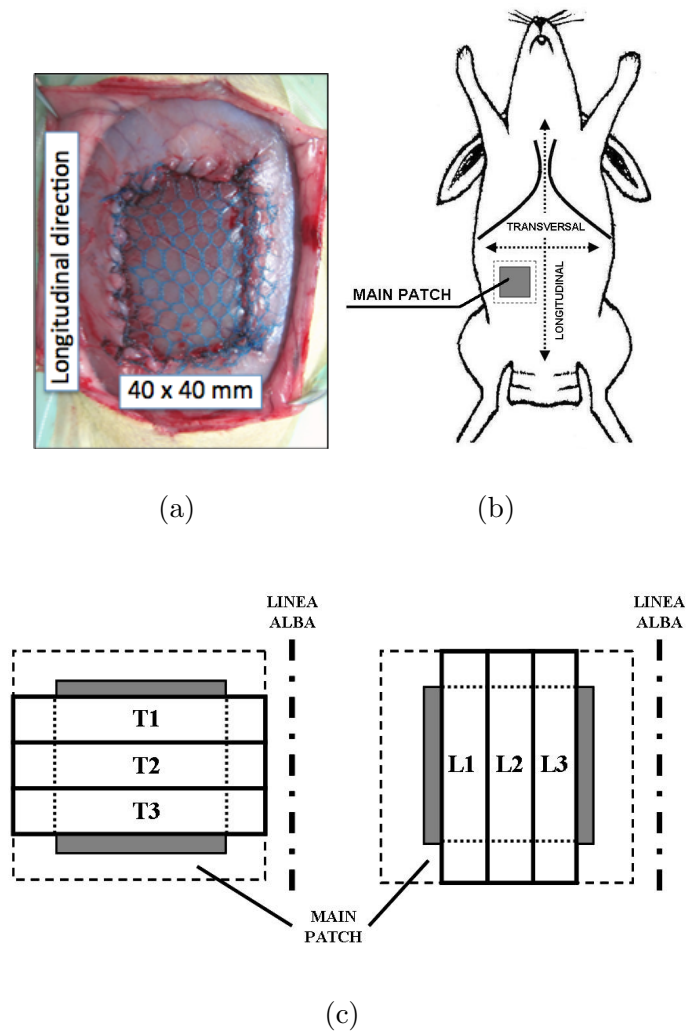 Longitudinal direction
40 x 40 mm
(a)
TRANSVERSAL
LONGITUDINAL
MAIN PATCH
(b)
LINEA
ALBA
T1
T2
T3
LINEA
ALBA
L1 L2 L3
MAIN
PATCH
(c)